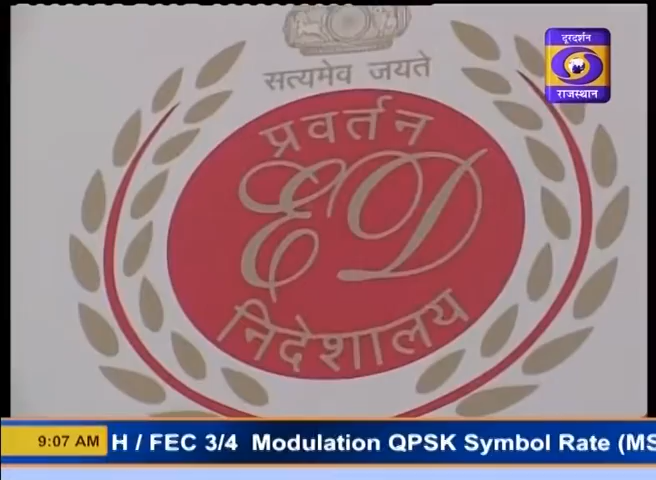 सत्यमेव जयते
दूरदर्शन
राजस्थान
प्रवर्तन
ED
निदेशालय
9:07 AM
H / FEC 3/4 Modulation QPSK Symbol Rate (MS